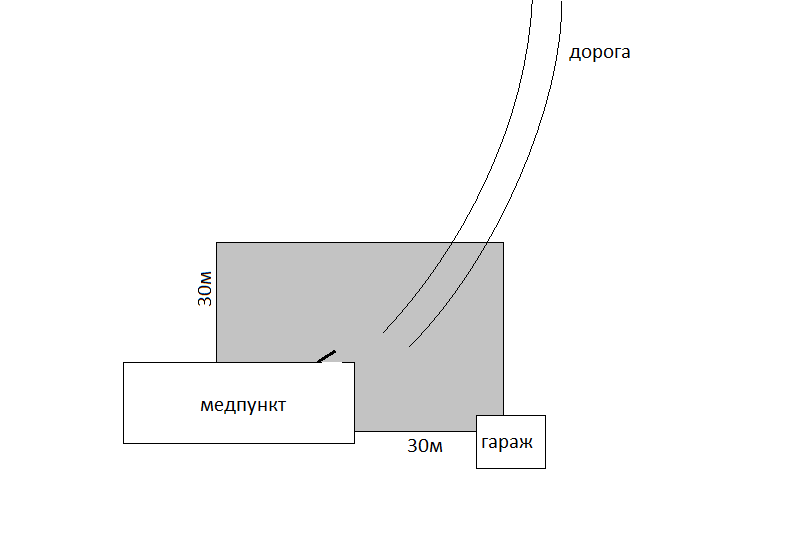 дорога
30м
медпункт
30м
гараж